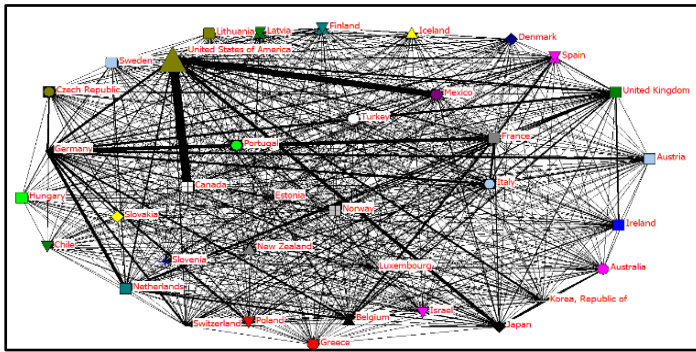 Lithuania
Latvia
Finland
Iceland
Denmark
United States of America
Spain
Sweden
Czech Republic
Mexico
United Kingdom
Turkey
France
Germany
Portugal
Austria
Canada
Italy
Hungary
Estonia
Norway
Slovakia
Ireland
Chile
New Zealand
Slovenia
Luxembourg
Australia
Netherlands
Korea, Republic of
Switzerland
Poland
Belgium
Israel
Japan
Greece